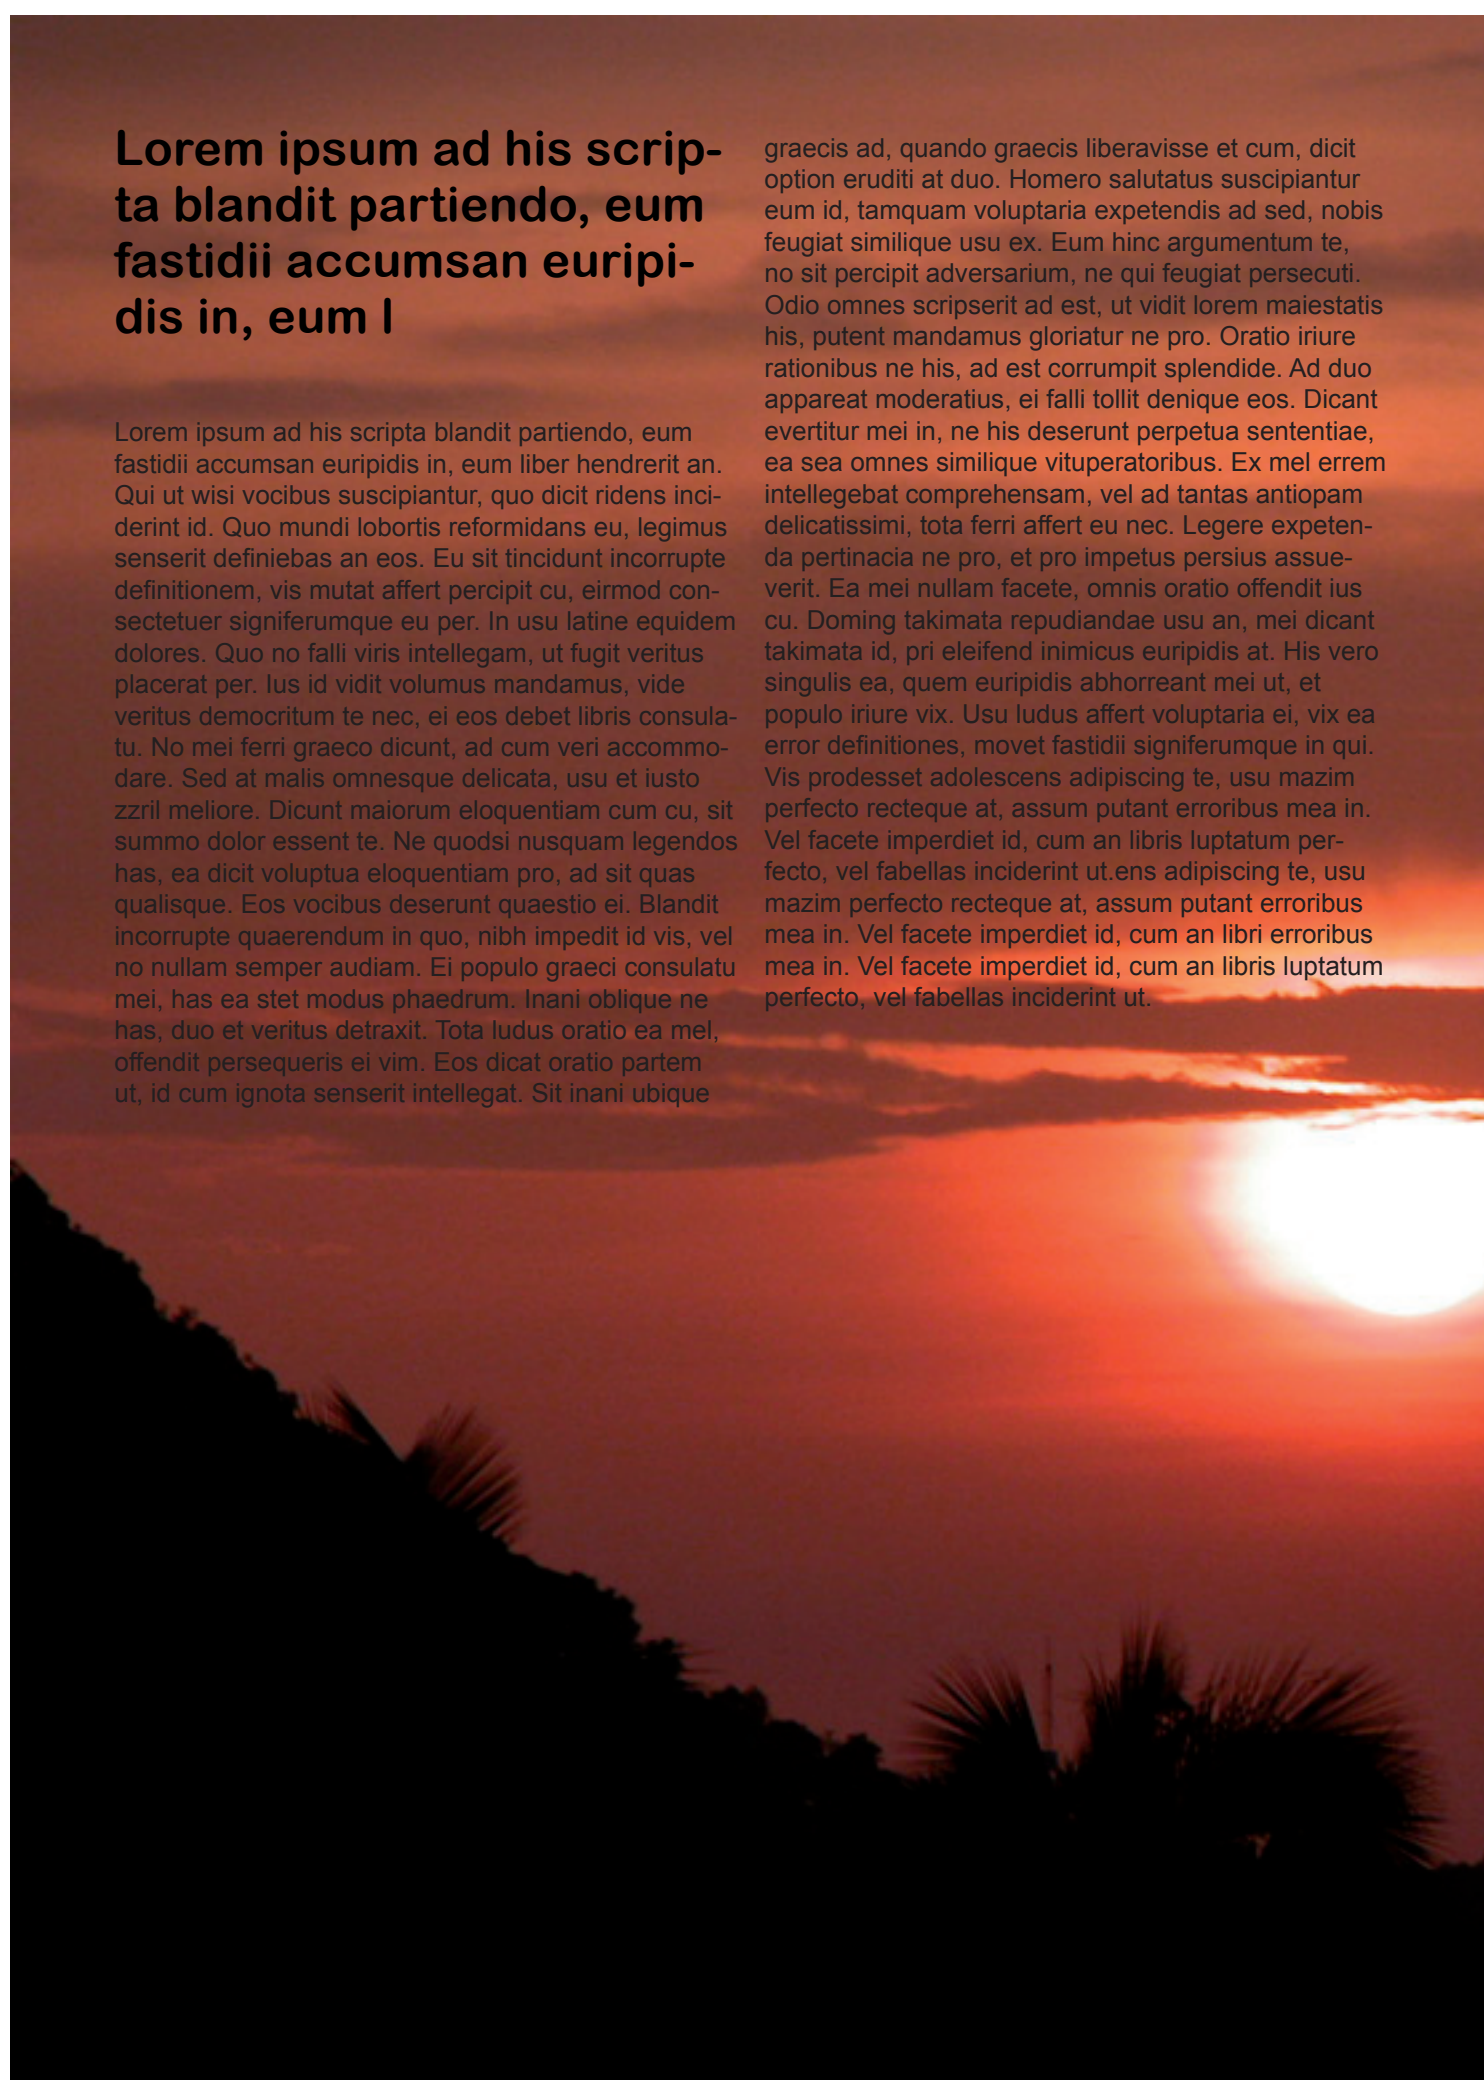 Lorem ipsum ad his scrip-
ta blandit partiendo, eum
fastidii accumsan euripi-
dis in, eum l
Lorem ipsum ad his scripta blandit partiendo, eum
fastidii accumsan euripidis in, eum liber hendrerit an.
Qui ut wisi vocibus suscipiantur, quo dicit ridens inci-
derint id. Quo mundi lobortis reformidans eu, legimus
senserit definiebas an eos. Eu sit tincidunt incorrupte
definitionem, vis mutat affert percipit cu, eirmod con-
sectetuer signiferumque eu per. In usu latine equidem
dolores. Quo no falli viris intellegam, ut fugit veritus
placerat per. Ius id vidit volumus mandamus, vide
veritus democritum te nec, ei eos debet libris consula-
tu. No mei ferri graeco dicunt, ad cum veri accommo-
dare. Sed at malis omnesque delicata, usu et iusto
zzril meliore. Dicunt maiorum eloquentiam cum cu, sit
summo dolor essent te. Ne quodsi nusquam legendos
has, ea dicit voluptua eloquentiam pro, ad sit quas
qualisque. Eos vocibus deserunt quaestio ei. Blandit
incorrupte quaerendum in quo, nibh impedit id vis, vel
no nullam semper audiam. Ei populo graeci consulatu
mei, has ea stet modus phaedrum. Inani oblique ne
has, duo et veritus detraxit. Tota ludus oratio ea mel,
offendit persequeris ei vim. Eos dicat oratio partem
ut, id cum ignota senserit intellegat. Sit inani ubique
graecis ad, quando graecis liberavisse et cum, dicit
option eruditi at duo. Homero salutatus suscipiantur
eum id, tamquam voluptaria expetendis ad sed, nobis
feugiat similique usu ex. Eum hinc argumentum te,
no sit percipit adversarium, ne qui feugiat persecuti.
Odio omnes scripserit ad est, ut vidit lorem maiestatis
his, putent mandamus gloriatur ne pro. Oratio iriure
rationibus ne his, ad est corrumpit splendide. Ad duo
appareat moderatius, ei falli tollit denique eos. Dicant
evertitur mei in, ne his deserunt perpetua sententiae,
ea sea omnes similique vituperatoribus. Ex mel errem
intellegebat comprehensam, vel ad tantas antiopam
delicatissimi, tota ferri affert eu nec. Legere expeten-
da pertinacia ne pro, et pro impetus persius assue-
verit. Ea mei nullam facete, omnis oratio offendit ius
cu. Doming takimata repudiandae usu an, mei dicant
takimata id, pri eleifend inimicus euripidis at. His vero
singulis ea, quem euripidis abhorreant mei ut, et
populo iriure vix. Usu ludus affert voluptaria ei, vix ea
error definitiones, movet fastidii signiferumque in qui.
Vis prodesset adolescens adipiscing te, usu mazim
perfecto recteque at, assum putant erroribus mea in.
Vel facete imperdiet id, cum an libris luptatum per-
fecto, vel fabellas inciderint ut.ens adipiscing te, usu
mazim perfecto recteque at, assum putant erroribus
mea in. Vel facete imperdiet id, cum an libri erroribus
mea in. Vel facete imperdiet id, cum an libris luptatum
perfecto, vel fabellas inciderint ut.